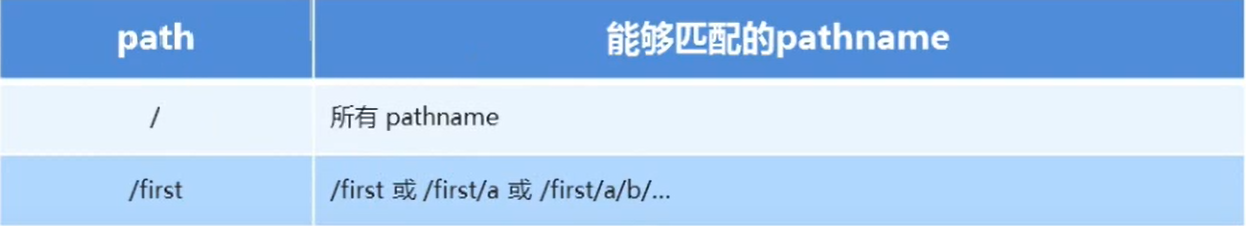 path 能够匹配的pathname
/ 所有 pathname
/first /first 或 /first/a 或 /first/a/b/...